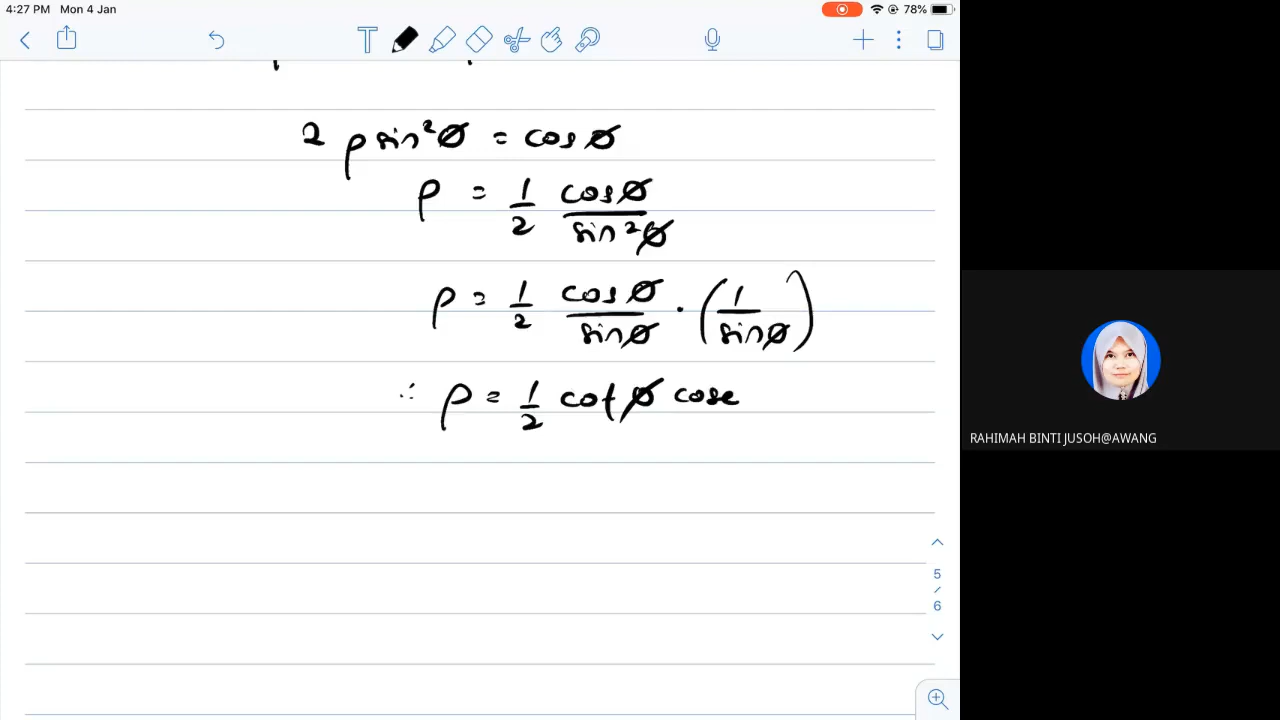 4:27 PM Mon 4 Jan 78%
2 ρ sin²φ = cos φ
ρ = 1/2 cos φ / sin²φ
ρ = 1/2 cos φ / sin φ · (1 / sin φ)
∴ ρ = 1/2 cot φ cose
RAHIMAH BINTI JUSOH@AWANG
5
/
6